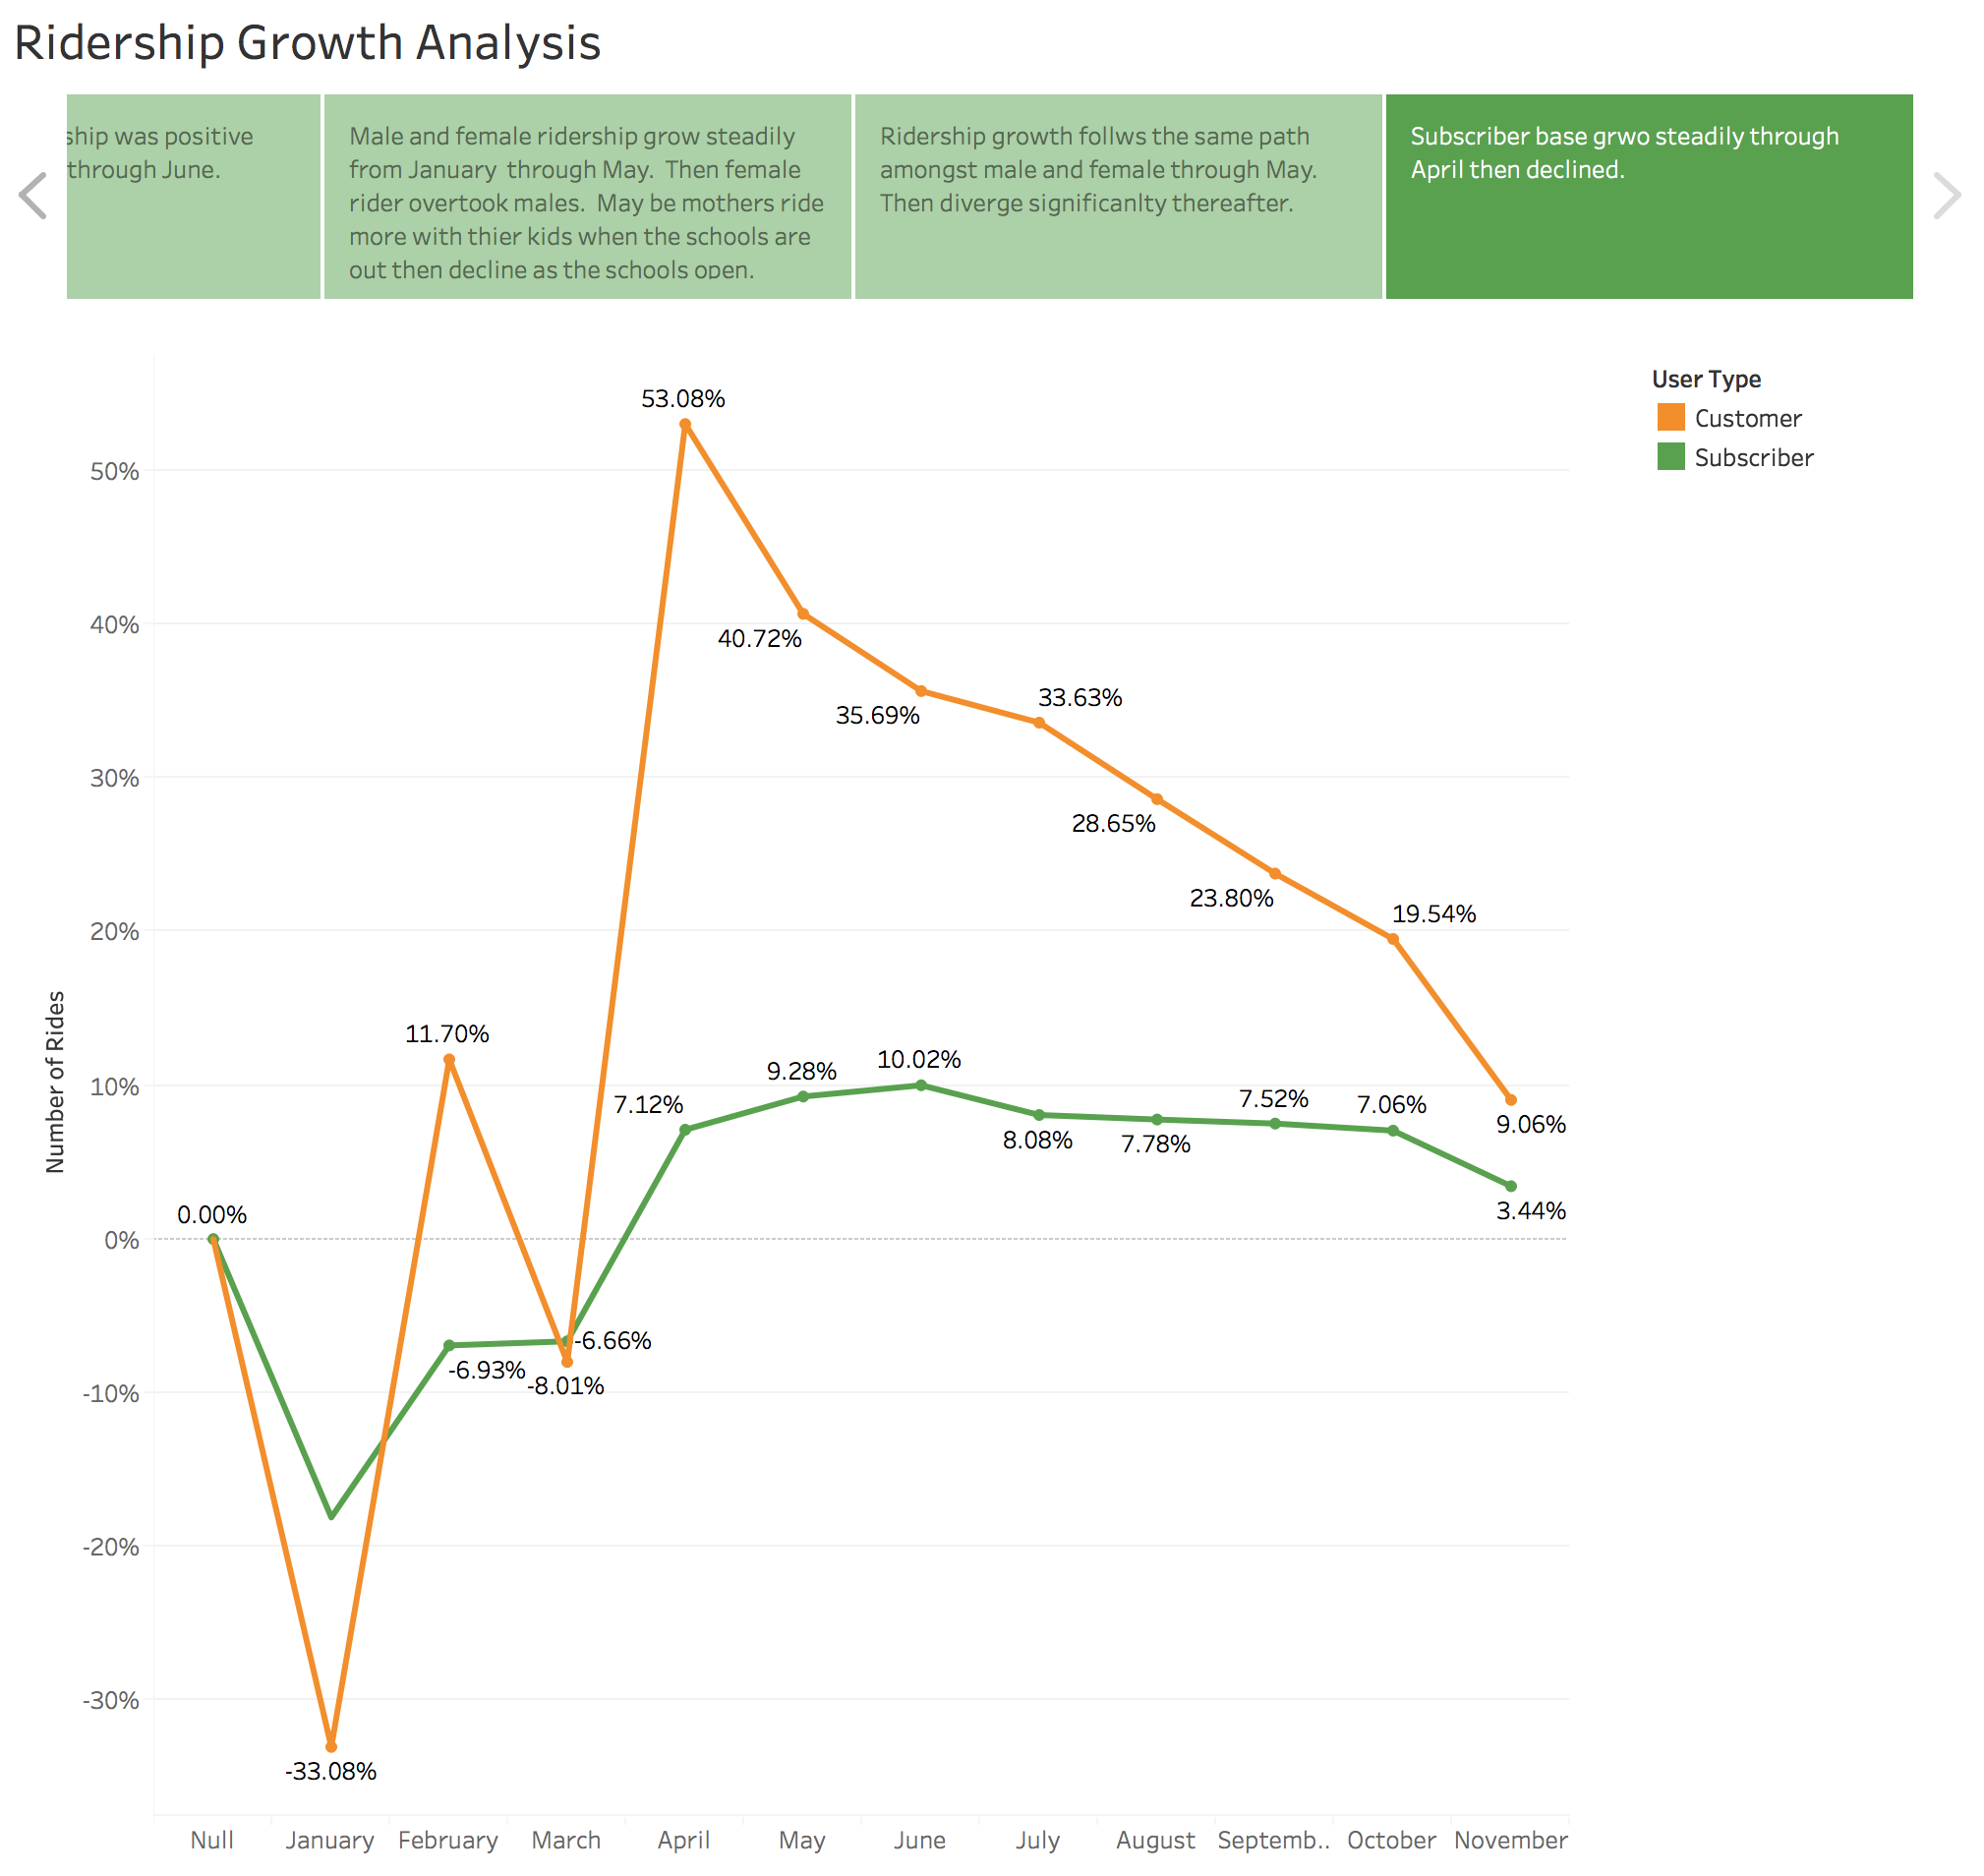 Ridership Growth Analysis
ship was positive
through June.
Male and female ridership grow steadily
from January  through May.  Then female
rider overtook males.  May be mothers ride
more with thier kids when the schools are
out then decline as the schools open.
Ridership growth follws the same path
amongst male and female through May.
Then diverge significanlty thereafter.
Subscriber base grwo steadily through
April then declined.
User Type
Customer
Subscriber
Number of Rides
50%
40%
30%
20%
10%
0%
-10%
-20%
-30%
53.08%
40.72%
35.69%
33.63%
28.65%
23.80%
19.54%
11.70%
9.06%
7.12%
9.28%
10.02%
8.08%
7.78%
7.52%
7.06%
3.44%
0.00%
-6.66%
-6.93%
-8.01%
-33.08%
Null
January
February
March
April
May
June
July
August
Septemb..
October
November